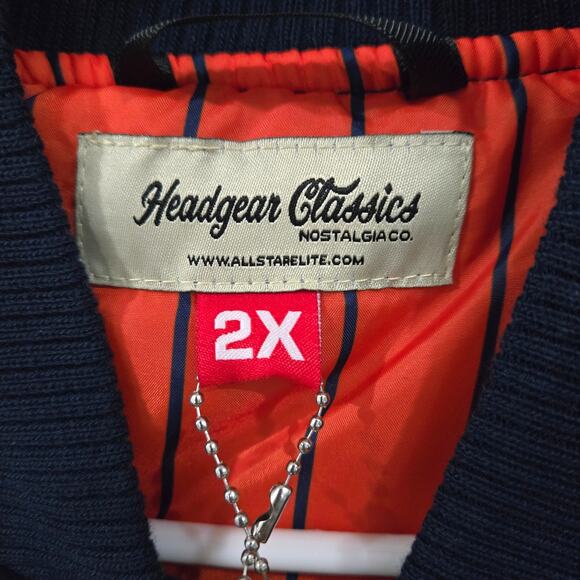 Headgear Classics
NOSTALGIA CO.
WWW.ALLSTARELITE.COM
2X